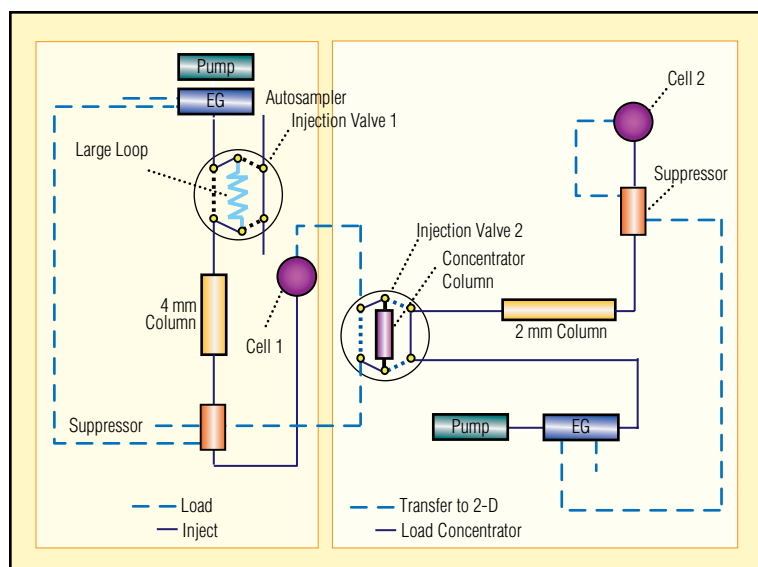 Pump
EG
Autosampler
Injection Valve 1
Large Loop
4 mm
Column
Cell 1
Suppressor
Load
Inject
Cell 2
Suppressor
Injection Valve 2
Concentrator
Column
2 mm Column
Pump
EG
Transfer to 2-D
Load Concentrator